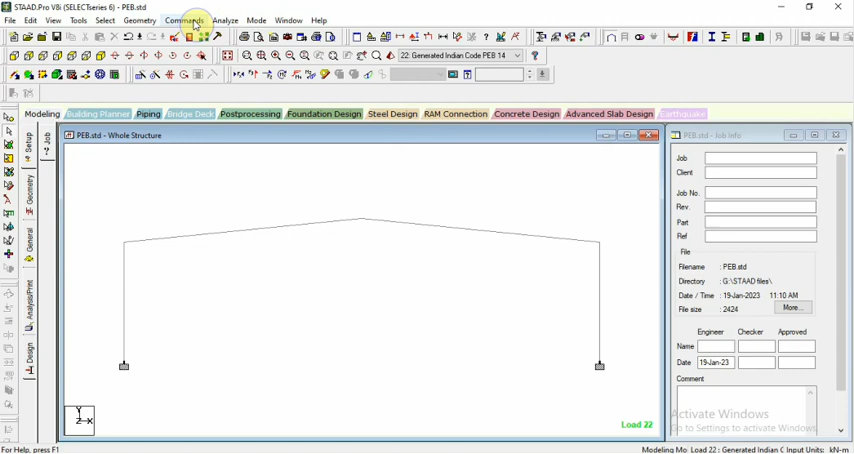 STAAD.Pro V8i (SELECTseries 6) - PEB.std
File Edit View Tools Select Geometry Commands Analyze Mode Window Help
22: Generated Indian Code PEB 14
Modeling Building Planner Piping Bridge Deck Postprocessing Foundation Design Steel Design RAM Connection Concrete Design Advanced Slab Design Earthquake
Setup
Geometry
General
Analysis/Print
Design
Job
PEB.std - Whole Structure
Y
Z X
Load 22
PEB.std - Job Info
Job
Client
Job No.
Rev.
Part
Ref
File
Filename : PEB.std
Directory : G:\STAAD files\
Date / Time : 19-Jan-2023 11:10 AM
File size : 2424 More...
Engineer Checker Approved
Name
Date 19-Jan-23
Comment
Activate Windows
Go to Settings to activate Windows.
For Help, press F1
Modeling Mo Load 22 : Generated Indian C Input Units: kN-m